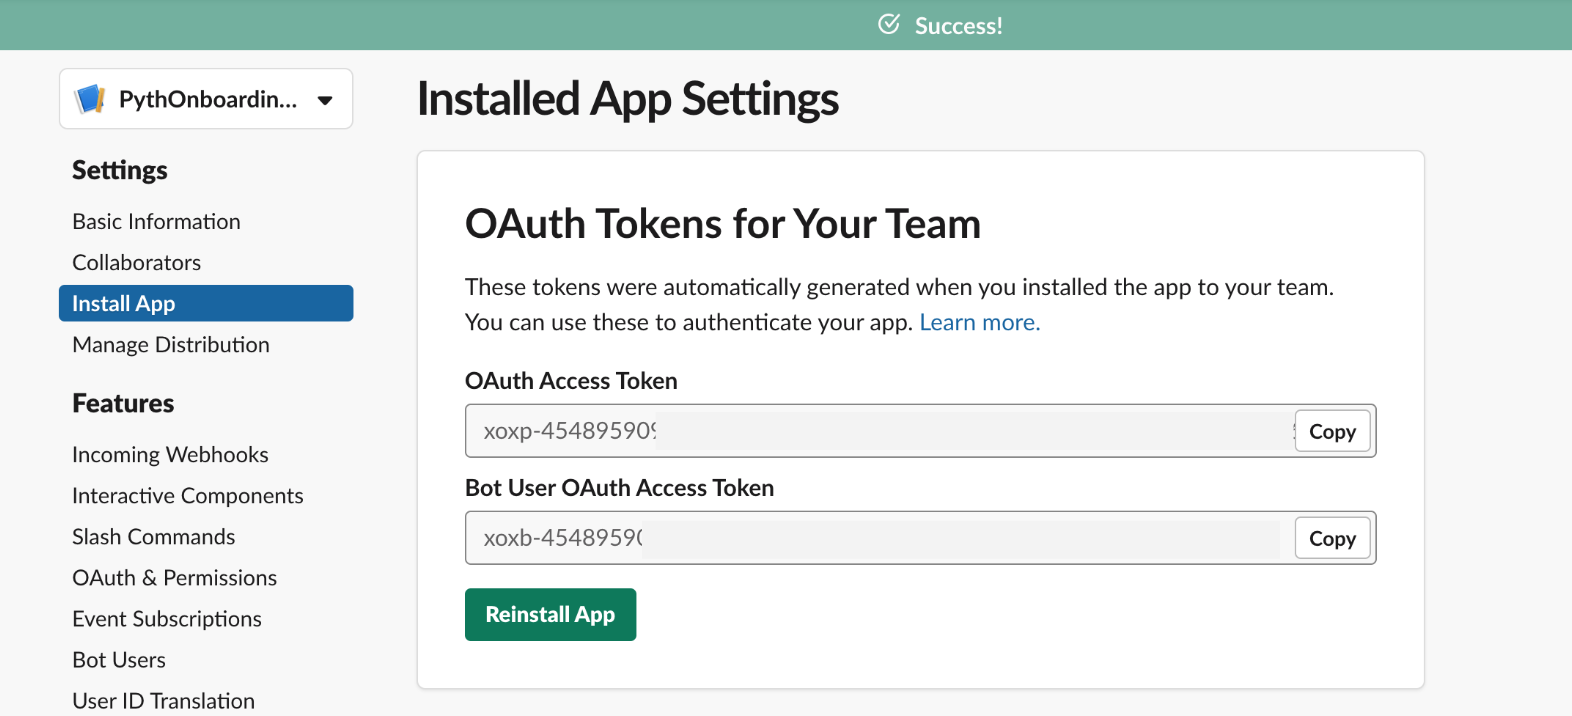 Success!
PythOnboardin...
Installed App Settings
Settings
Basic Information
Collaborators
Install App
Manage Distribution
Features
Incoming Webhooks
Interactive Components
Slash Commands
OAuth & Permissions
Event Subscriptions
Bot Users
User ID Translation
OAuth Tokens for Your Team
These tokens were automatically generated when you installed the app to your team.
You can use these to authenticate your app. Learn more.
OAuth Access Token
xoxp-454895909
Copy
Bot User OAuth Access Token
xoxb-45489590
Copy
Reinstall App